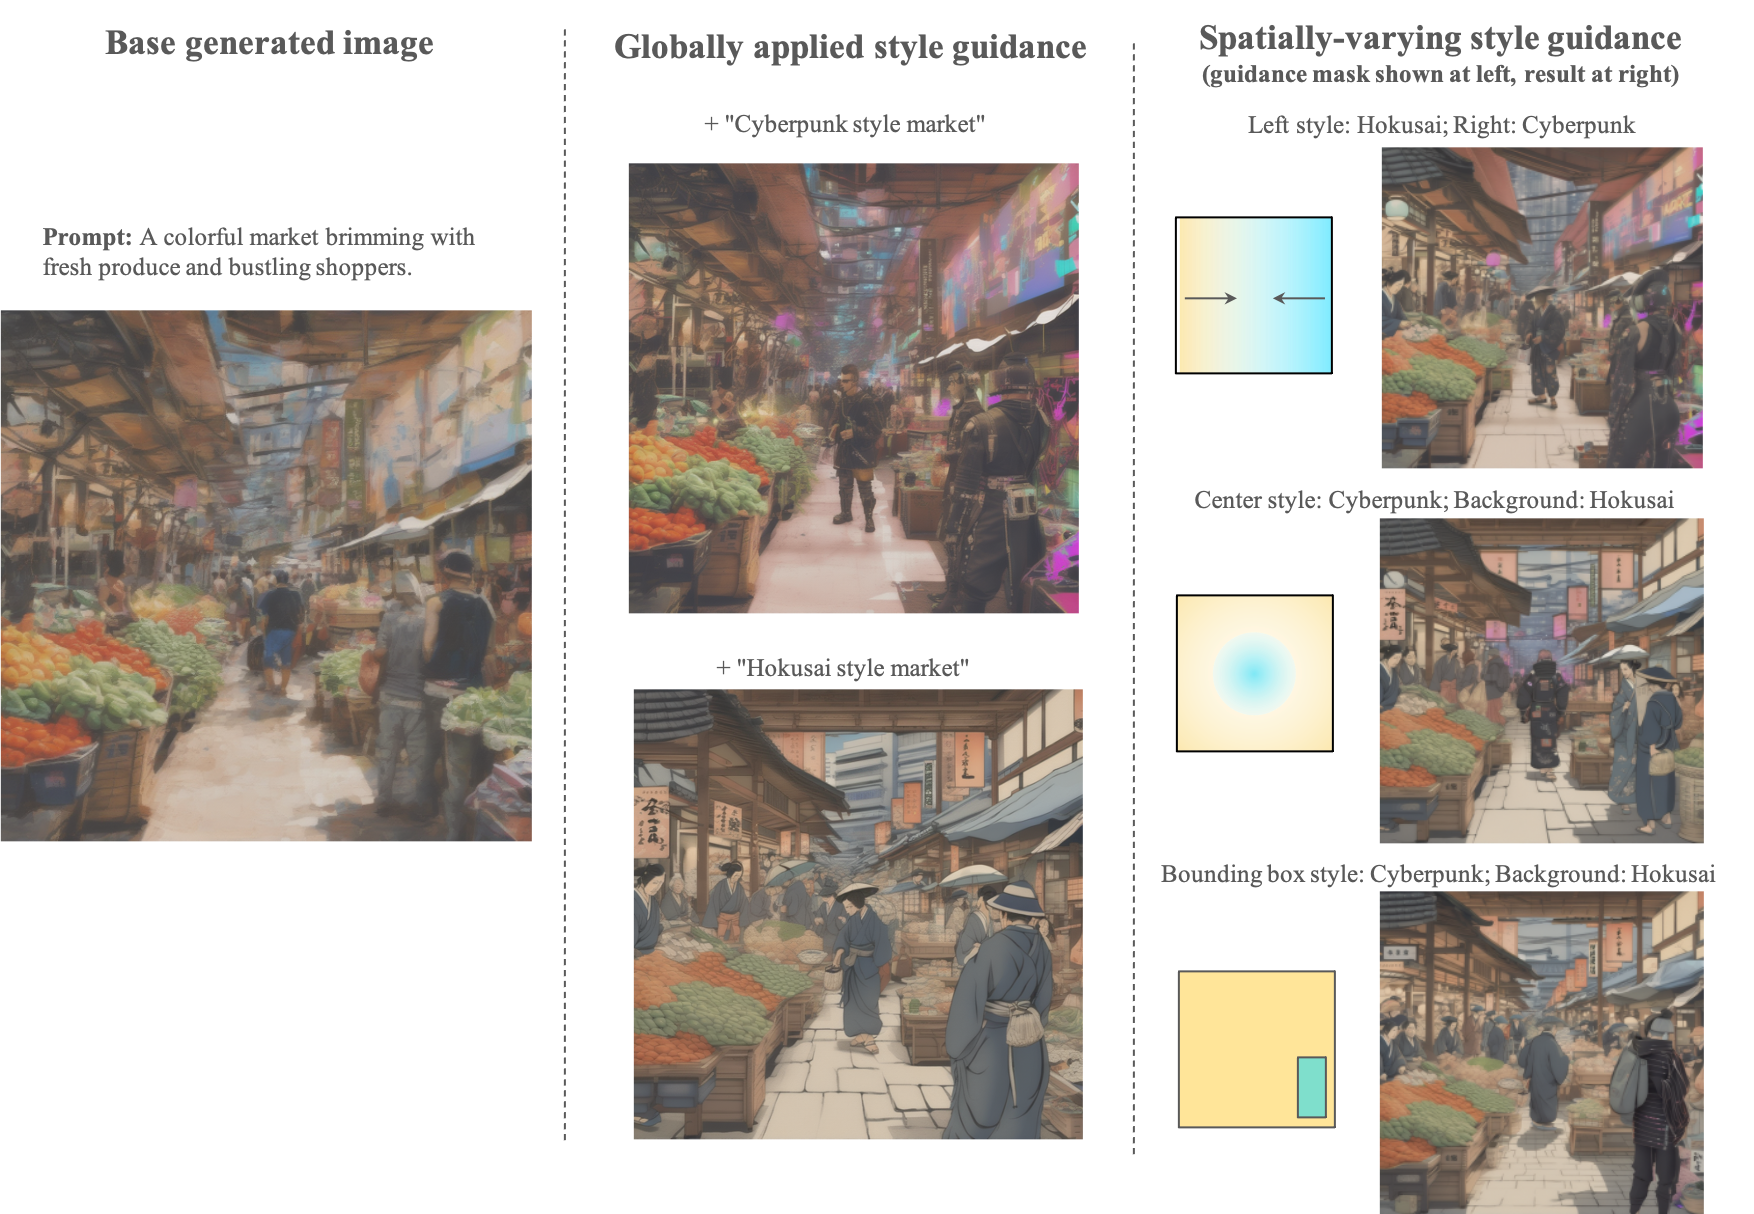 Base generated image
Prompt: A colorful market brimming with
fresh produce and bustling shoppers.
Globally applied style guidance
+ "Cyberpunk style market"
+ "Hokusai style market"
Spatially-varying style guidance
(guidance mask shown at left, result at right)
Left style: Hokusai; Right: Cyberpunk
Center style: Cyberpunk; Background: Hokusai
Bounding box style: Cyberpunk; Background: Hokusai